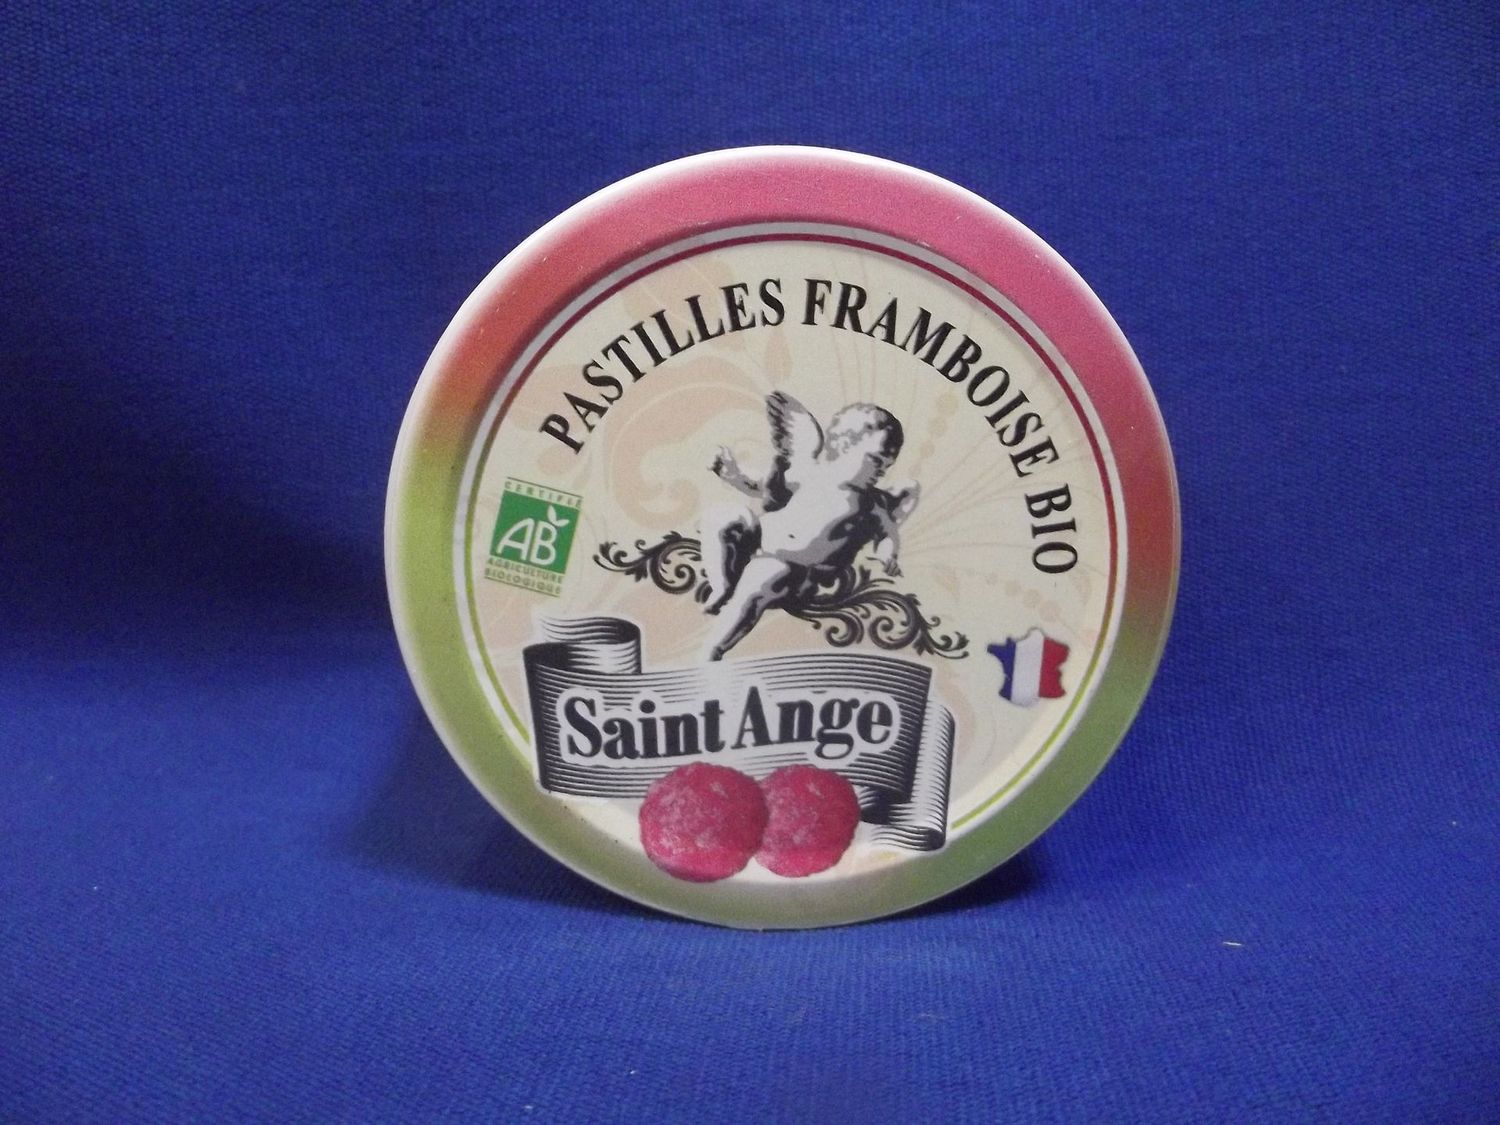 PASTILLES FRAMBOISE BIO
CERTIFIÉ
AB
AGRICULTURE
BIOLOGIQUE
Saint Ange